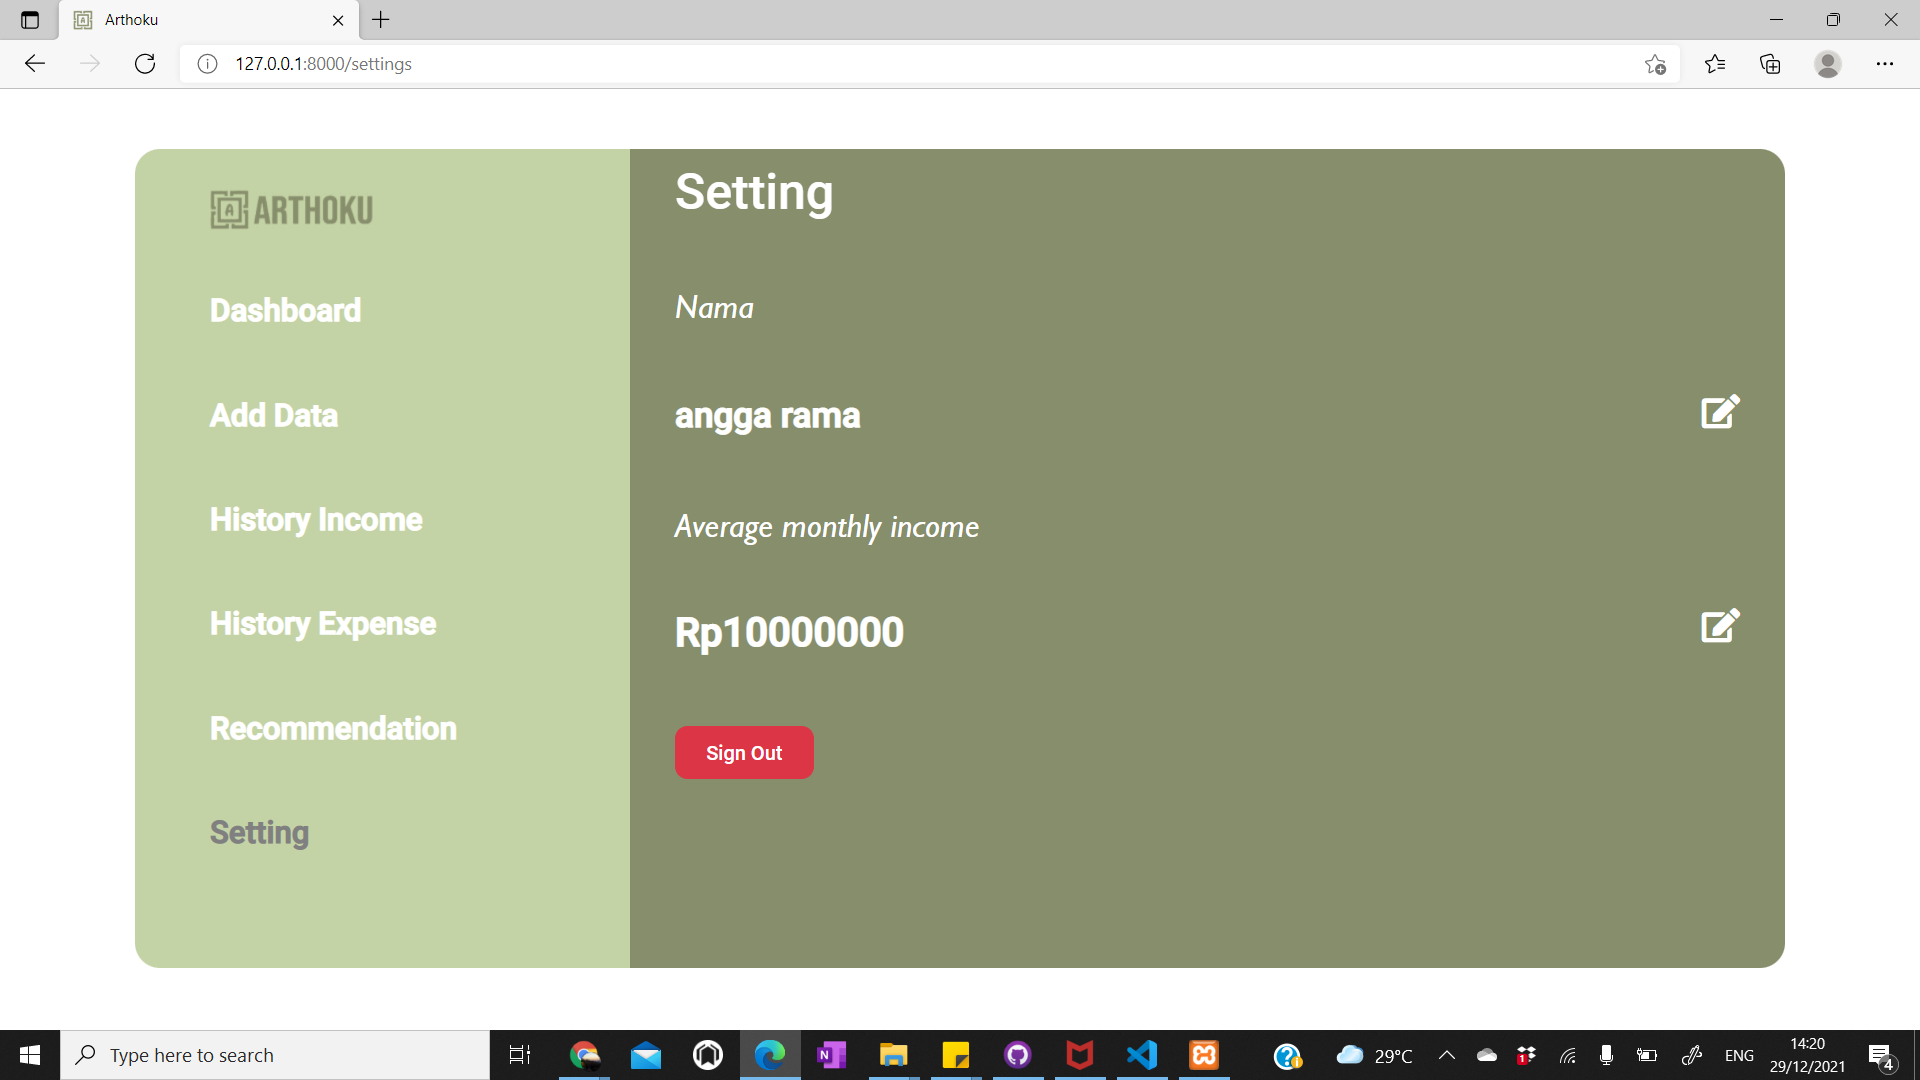 Arthoku
127.0.0.1:8000/settings
ARTHOKU
Dashboard
Add Data
History Income
History Expense
Recommendation
Setting
Setting
Nama
angga rama
Average monthly income
Rp10000000
Sign Out
Type here to search
29°C
ENG
14:20
29/12/2021
4